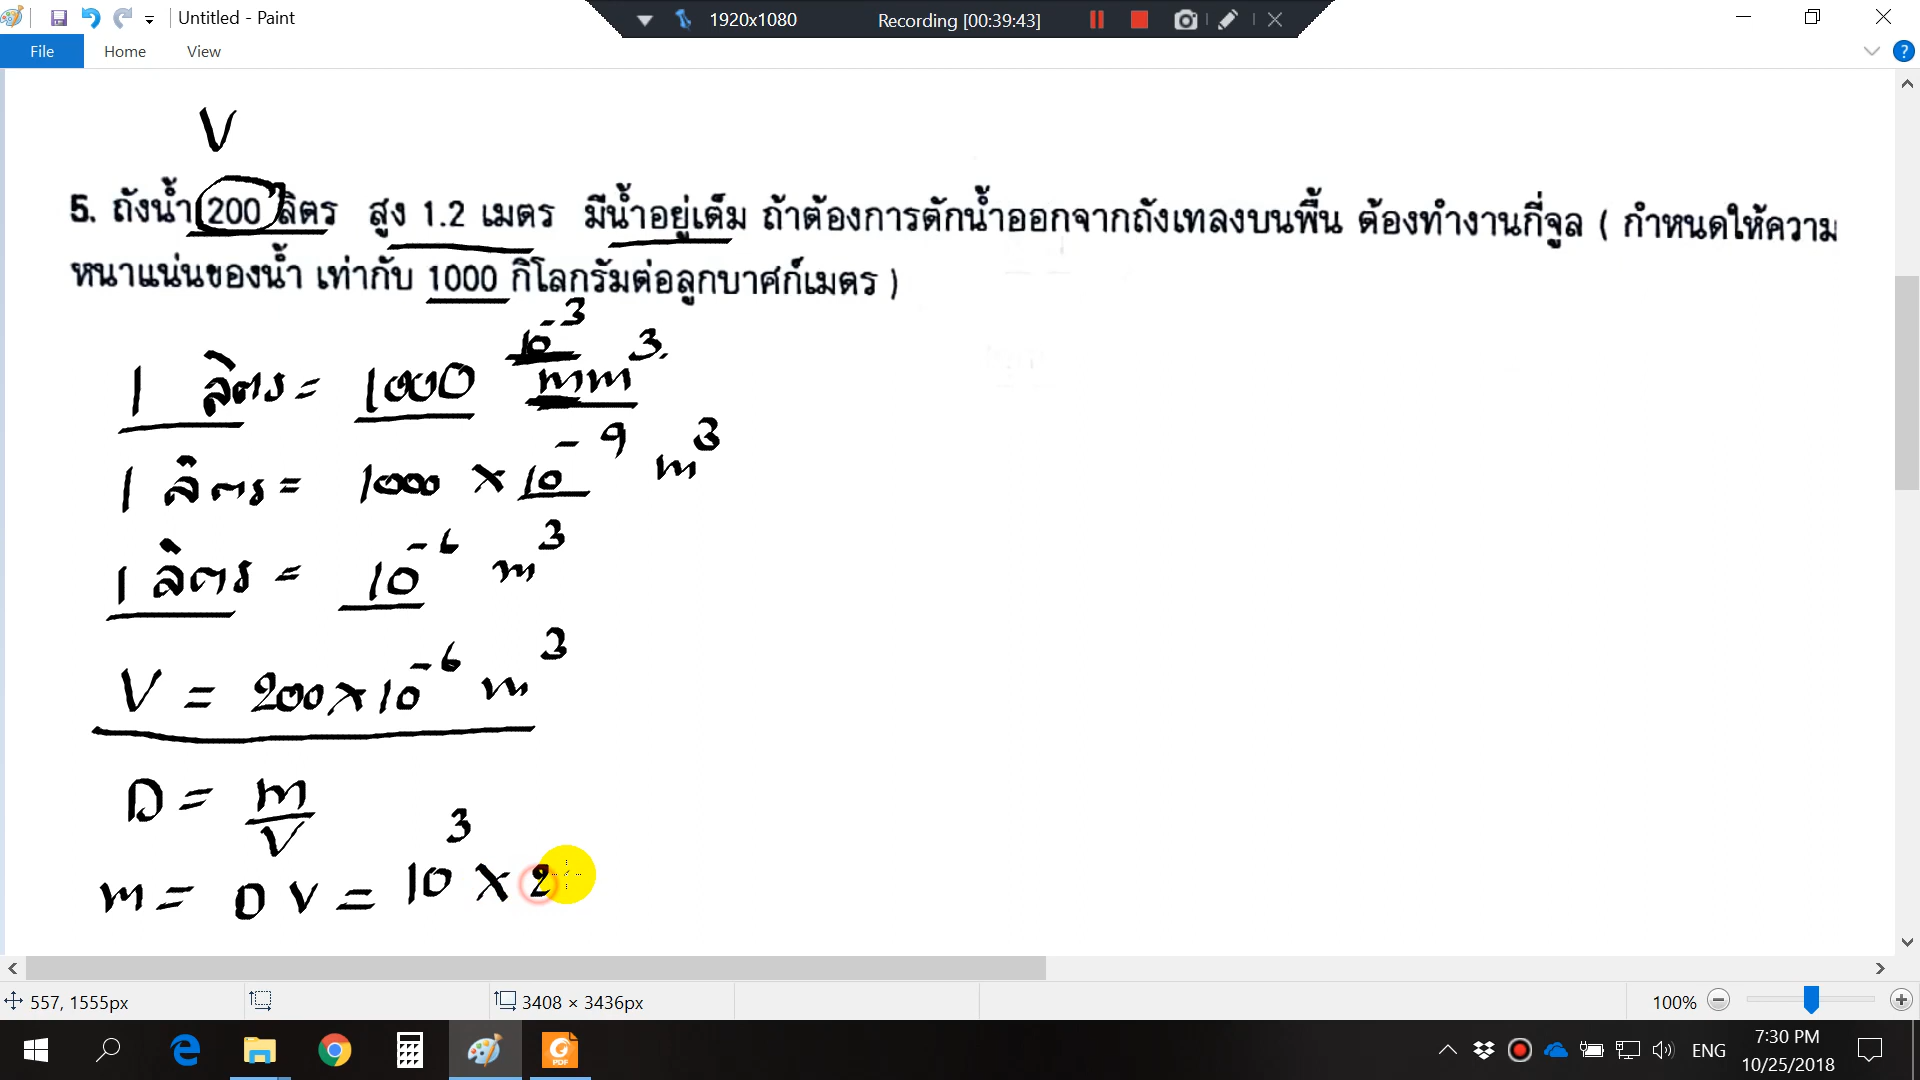 Untitled - Paint
1920x1080
Recording [00:39:43]
File Home View
V
5. ถังน้ำ 200 ลิตร สูง 1.2 เมตร มีน้ำอยู่เต็ม ถ้าต้องการตักน้ำออกจากถังเทลงบนพื้น ต้องทำงานกี่จูล ( กำหนดให้ความ
หนาแน่นของน้ำ เท่ากับ 1000 กิโลกรัมต่อลูกบาศก์เมตร )
10⁻³
1 ลิตร = 1000 mm³
1 ลิตร = 1000 × 10⁻⁹ m³
1 ลิตร = 10⁻⁶ m³
V = 200 × 10⁻⁶ m³
D = m/V
m = D V = 10³ × 2
557, 1555px
3408 × 3436px
100%
ENG
7:30 PM
10/25/2018
PDF